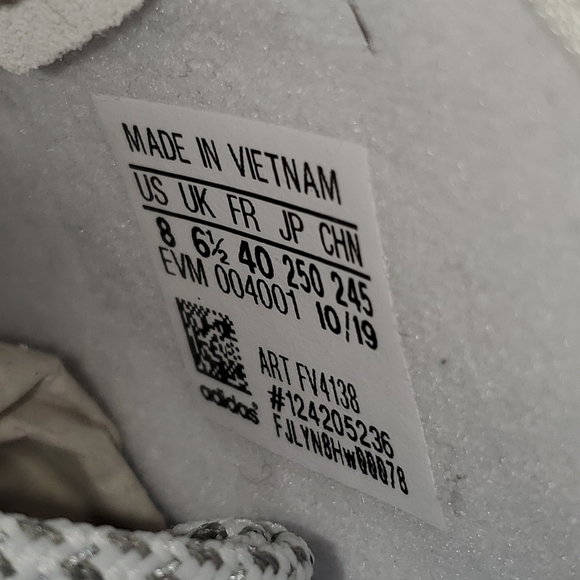 MADE IN VIETNAM
US UK FR JP CHN
8 6½ 40 250 245
EVM 004001 10/19
ART FV4138
#124205236
adidas